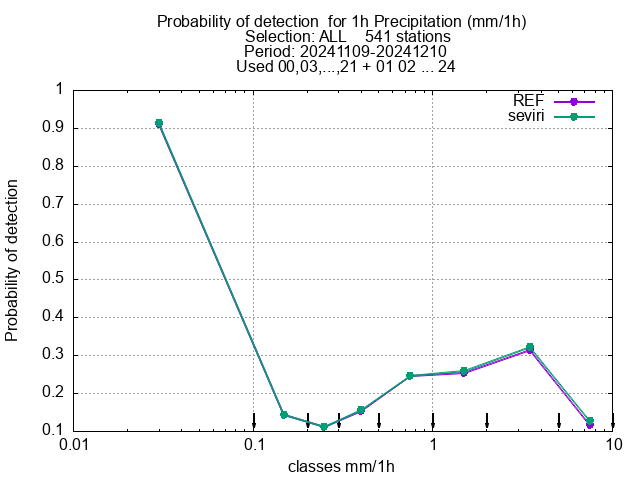 Probability of detection  for 1h Precipitation (mm/1h)
Selection: ALL    541 stations
Period: 20241109-20241210
Used 00,03,...,21 + 01 02 ... 24
REF
seviri
1
0.9
0.8
0.7
0.6
0.5
0.4
0.3
0.2
0.1
Probability of detection
0.01 0.1 1 10
classes mm/1h